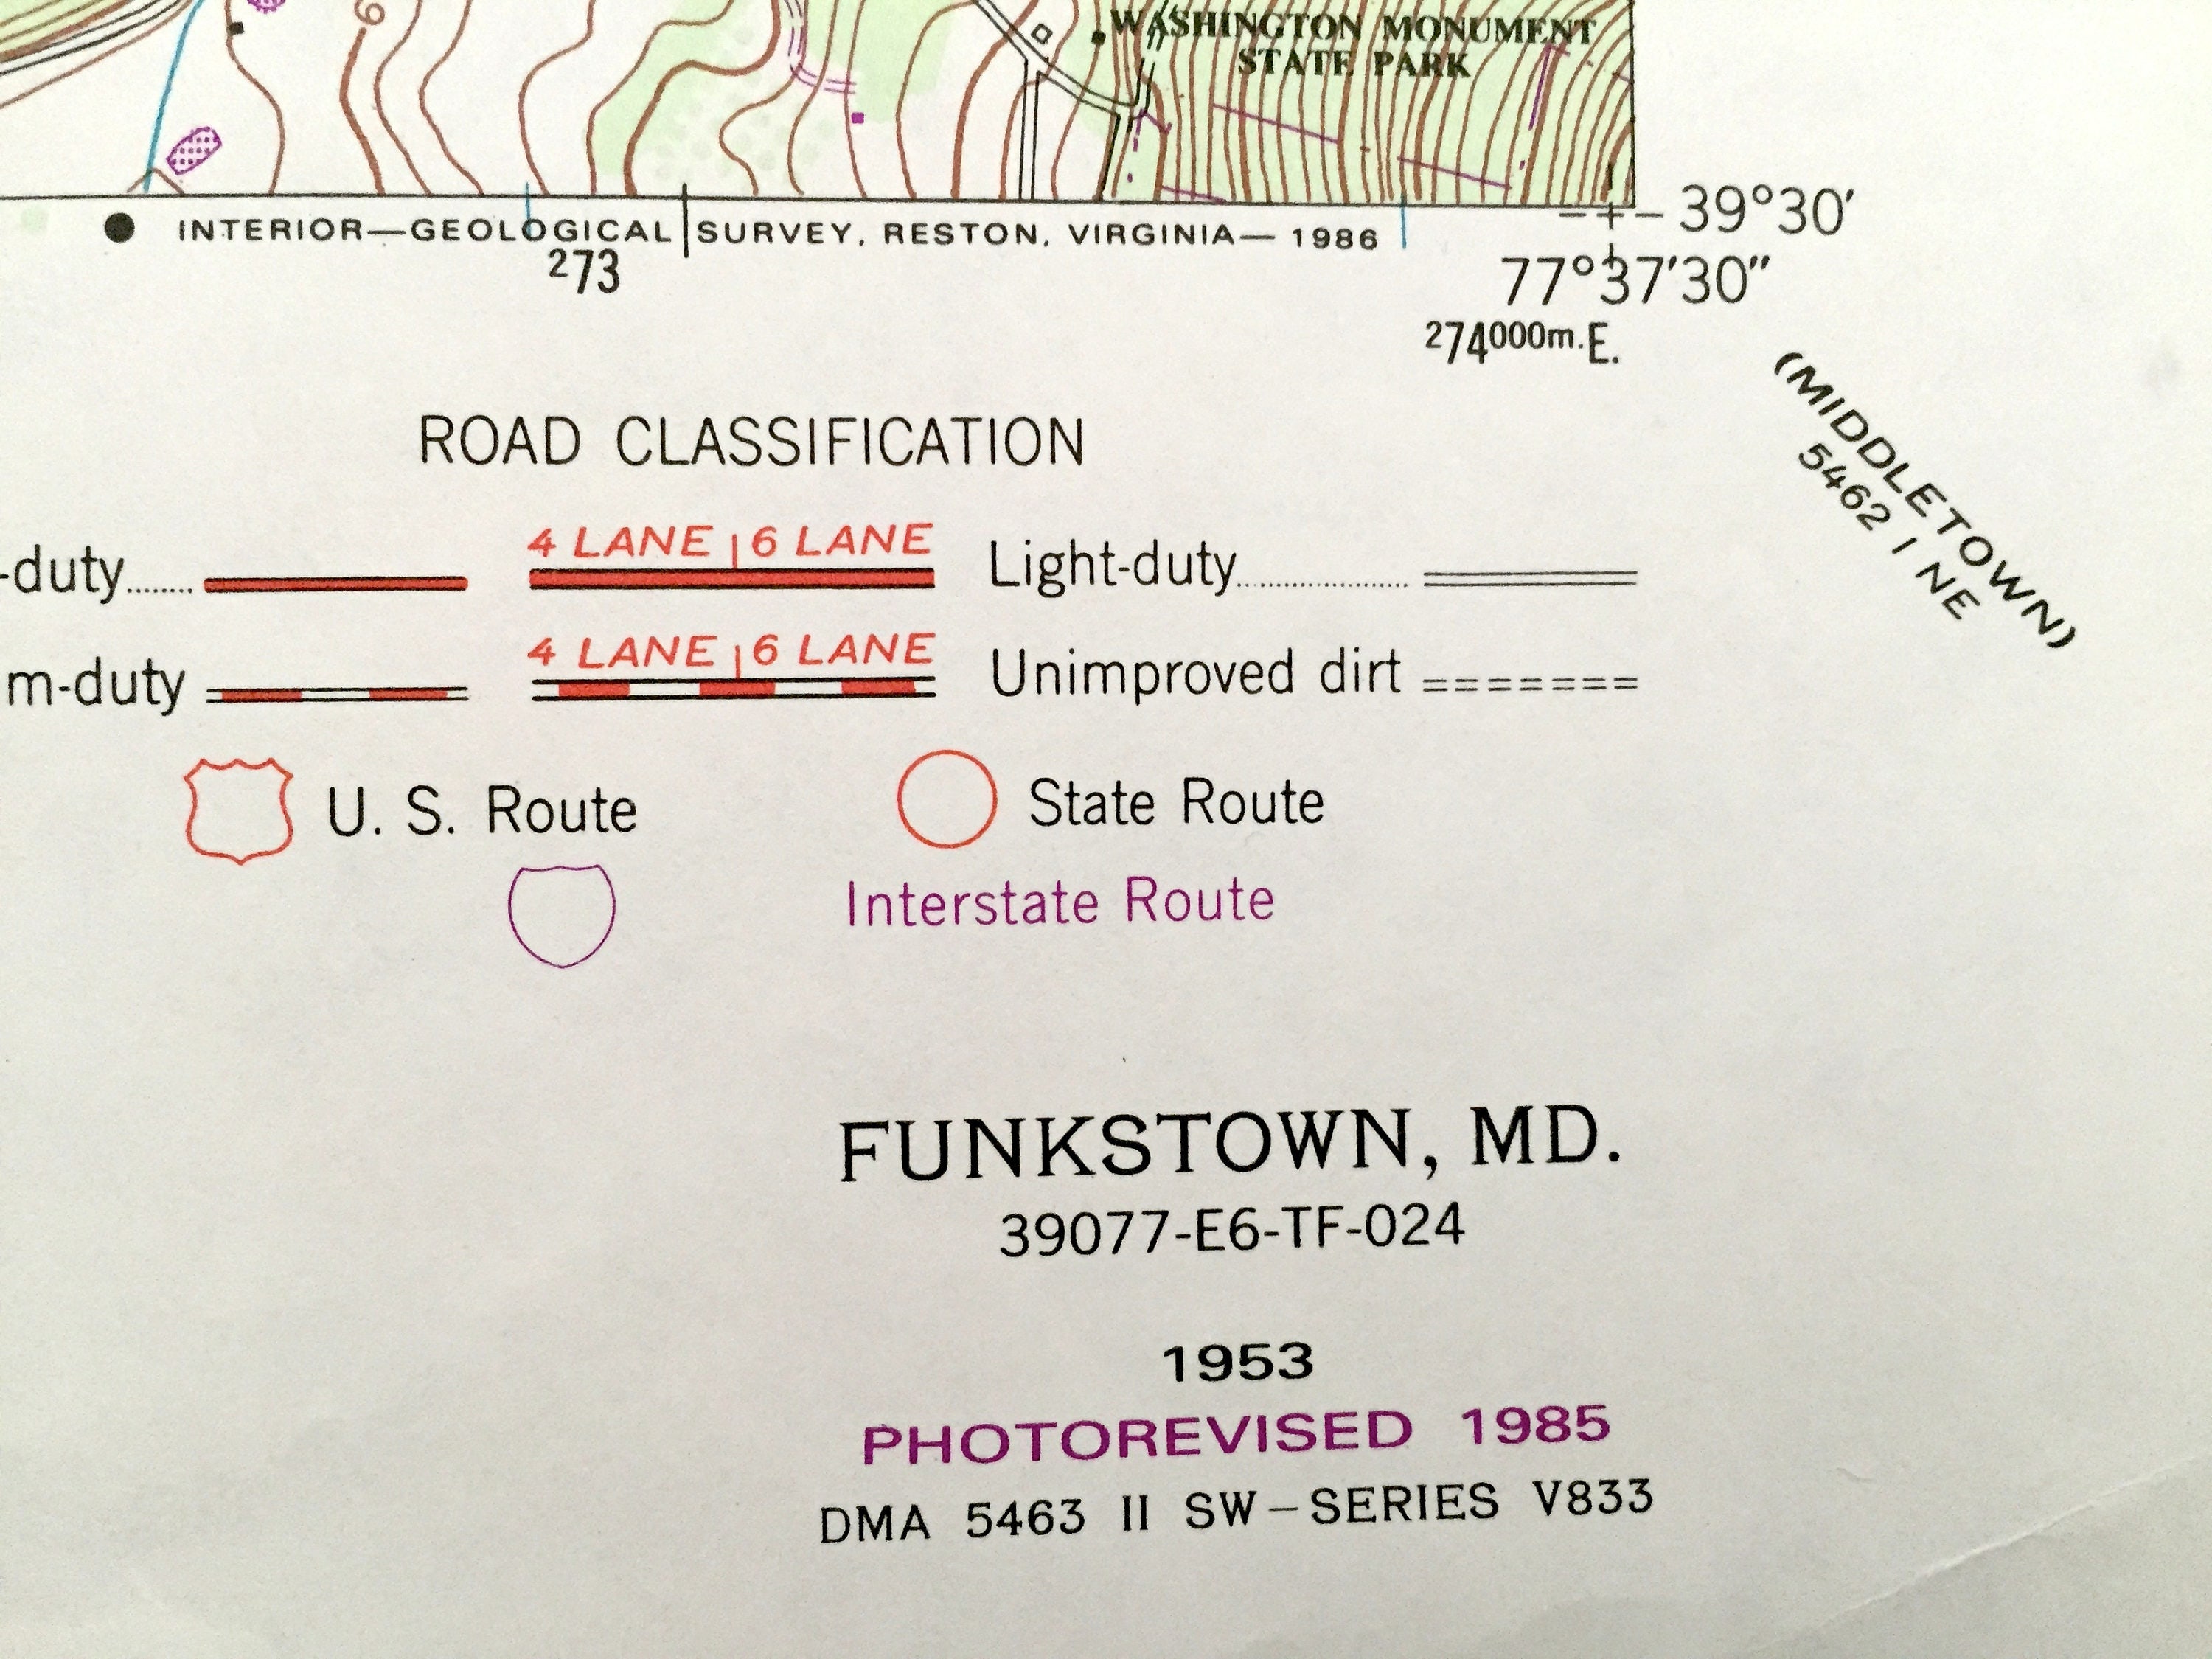 6
WASHINGTON MONUMENT
STATE PARK
INTERIOR—GEOLOGICAL SURVEY, RESTON, VIRGINIA—1986
39°30′
273
77°37′30″
274000m.E.
(MIDDLETOWN)
5462 I NE
ROAD CLASSIFICATION
-duty
4 LANE | 6 LANE
Light-duty
m-duty
4 LANE | 6 LANE
Unimproved dirt
U. S. Route
State Route
Interstate Route
FUNKSTOWN, MD.
39077-E6-TF-024
1953
PHOTOREVISED 1985
DMA 5463 II SW–SERIES V833